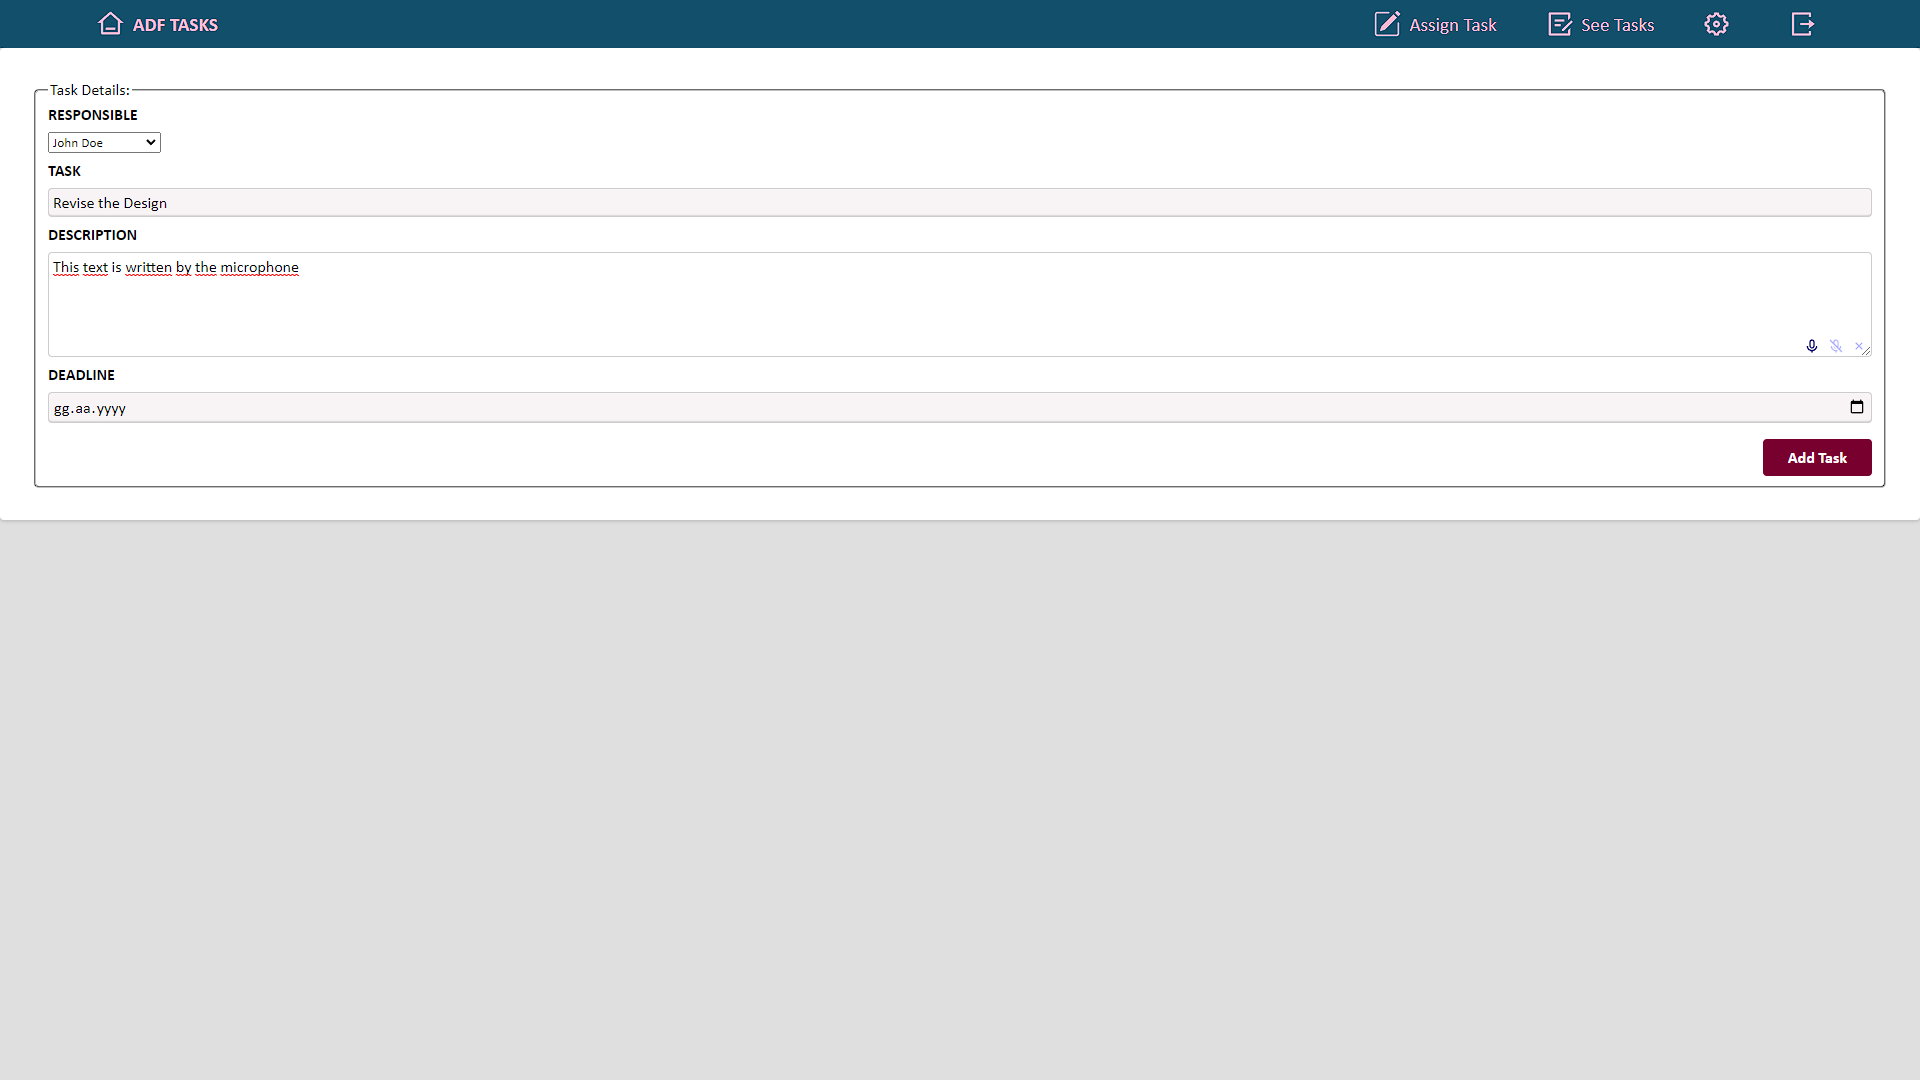 ADF TASKS Assign Task See Tasks
Task Details:
RESPONSIBLE
John Doe
TASK
Revise the Design
DESCRIPTION
This text is written by the microphone
DEADLINE
gg.aa.yyyy
Add Task